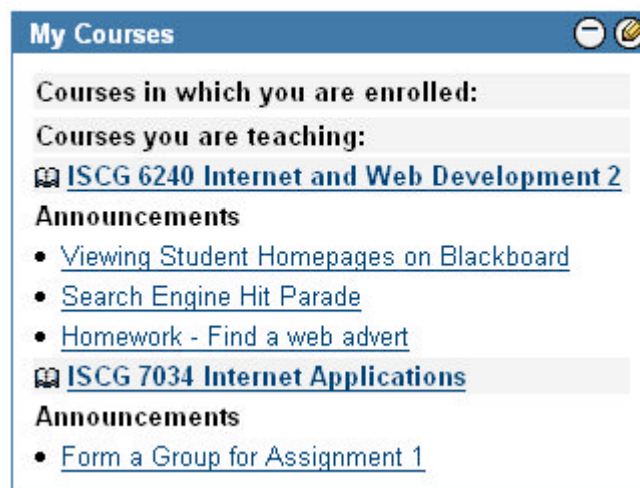 My Courses
Courses in which you are enrolled:
Courses you are teaching:
ISCG 6240 Internet and Web Development 2
Announcements
Viewing Student Homepages on Blackboard
Search Engine Hit Parade
Homework - Find a web advert
ISCG 7034 Internet Applications
Announcements
Form a Group for Assignment 1